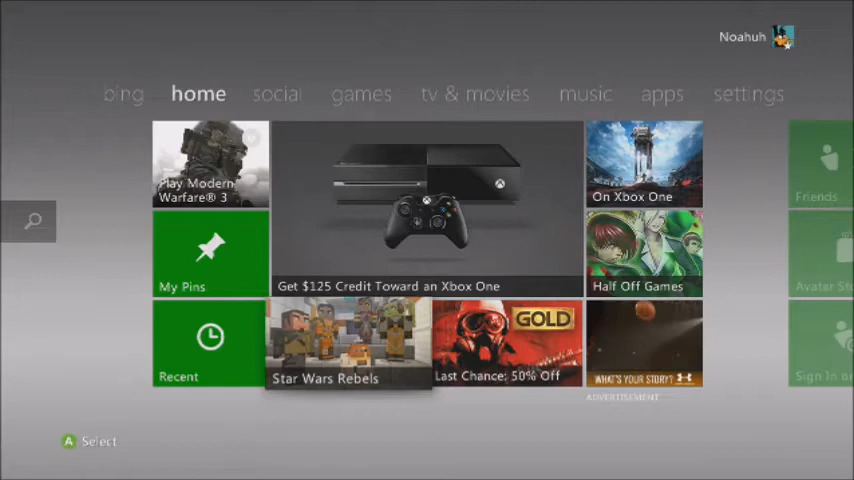 Noahuh
bing home social games tv & movies music apps settings
Play Modern
Warfare® 3
Get $125 Credit Toward an Xbox One
On Xbox One
Friends
My Pins
Half Off Games
Recent
Star Wars Rebels
GOLD
Last Chance: 50% Off
WHAT'S YOUR STORY?
ADVERTISEMENT
A Select